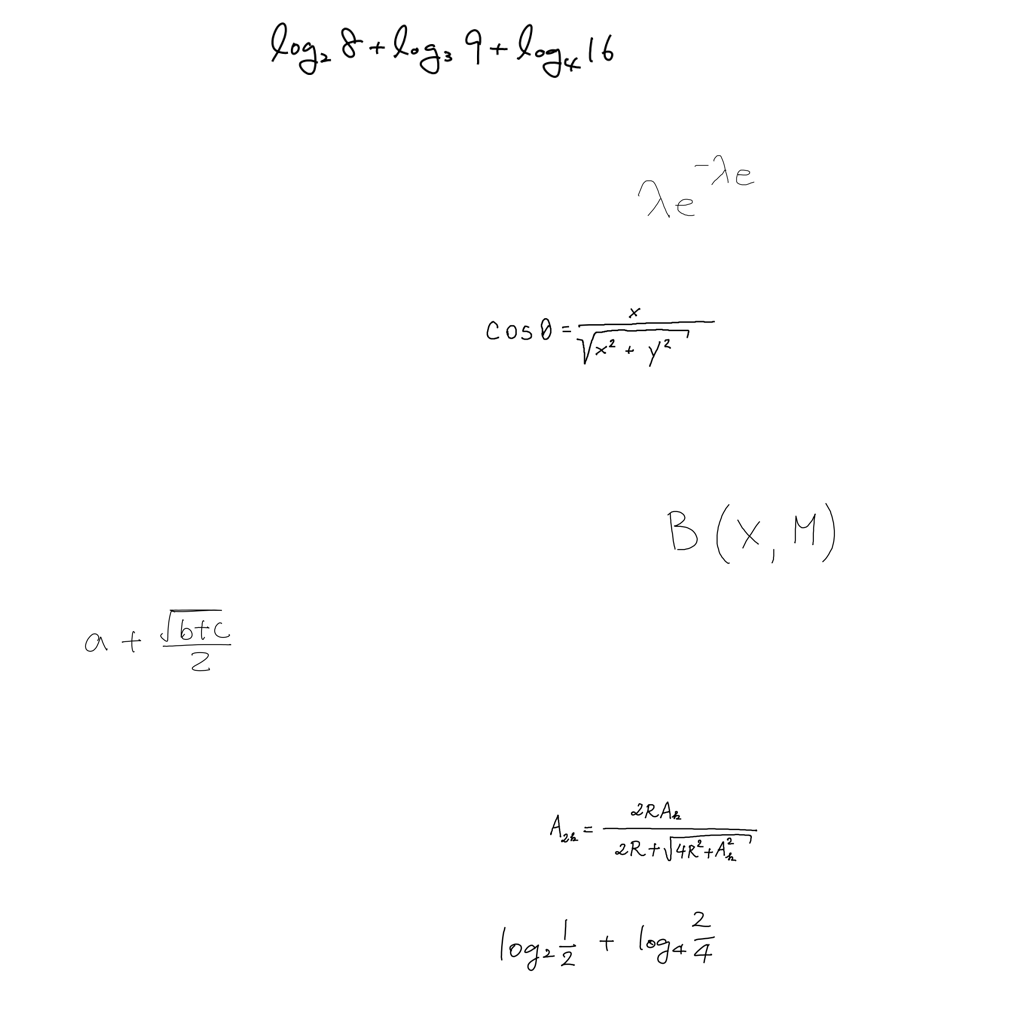 \log_2 8 + \log_3 9 + \log_4 16
\lambda e^{-\lambda e}
\cos\theta = \frac{x}{\sqrt{x^2 + y^2}}
B(X, M)
a + \frac{\sqrt{b+c}}{2}
A_{2k} = \frac{2RA_k}{2R + \sqrt{4R^2 + A_k^2}}
\log_2 \frac{1}{2} + \log_4 \frac{2}{4}